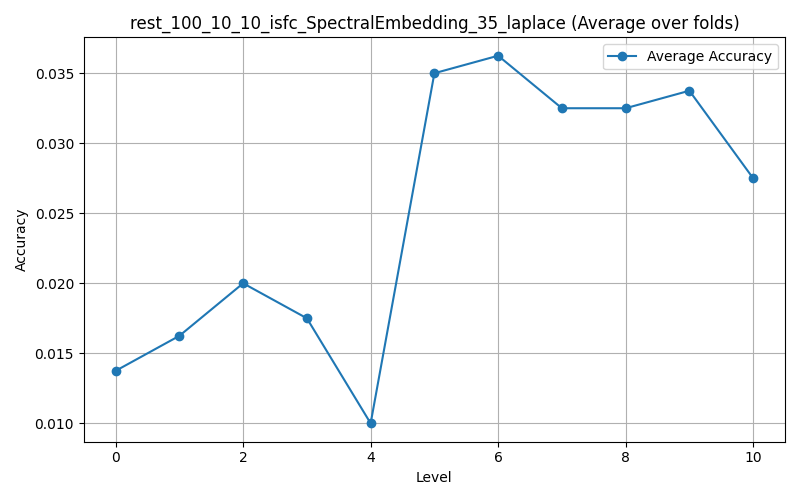 rest_100_10_10_isfc_SpectralEmbedding_35_laplace (Average over folds)
Average Accuracy
Accuracy
0.035
0.030
0.025
0.020
0.015
0.010
0 2 4 6 8 10
Level